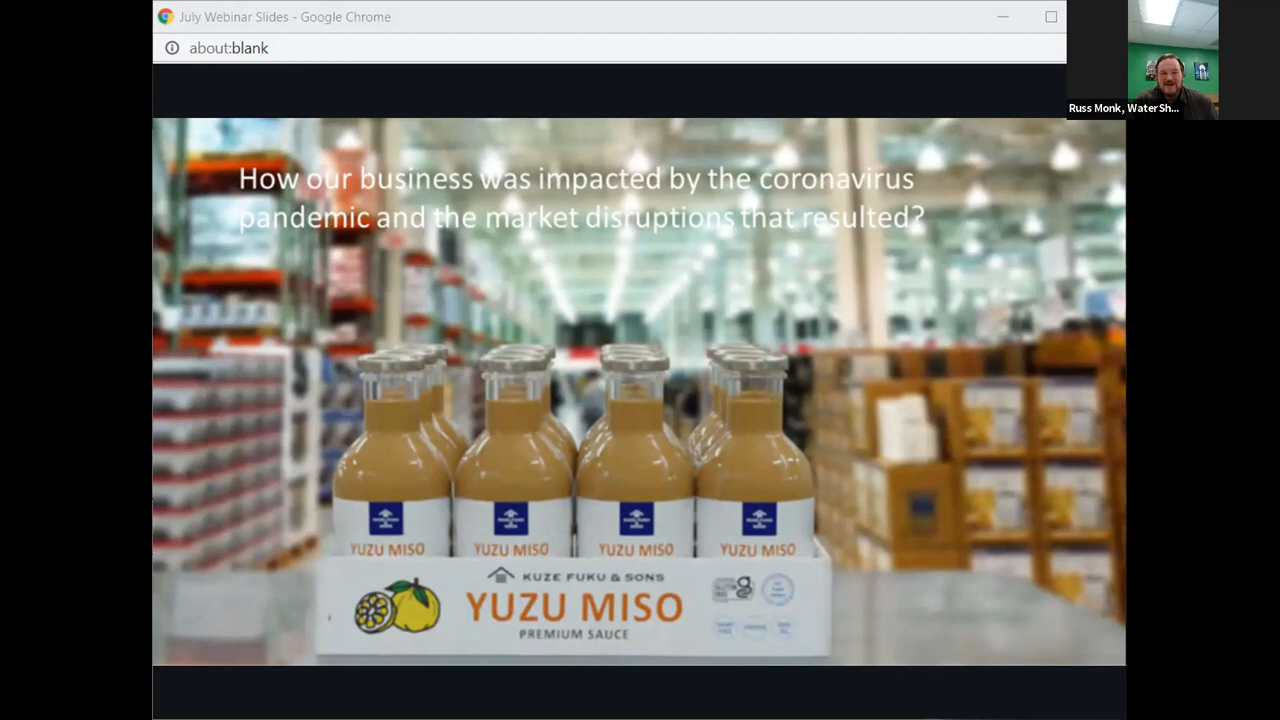 July Webinar Slides - Google Chrome
about:blank
Russ Monk, WaterSh...
How our business was impacted by the coronavirus
pandemic and the market disruptions that resulted?
YUZU MISO
YUZU MISO
YUZU MISO
YUZU MISO
KUZE FUKU & SONS
YUZU MISO
PREMIUM SAUCE